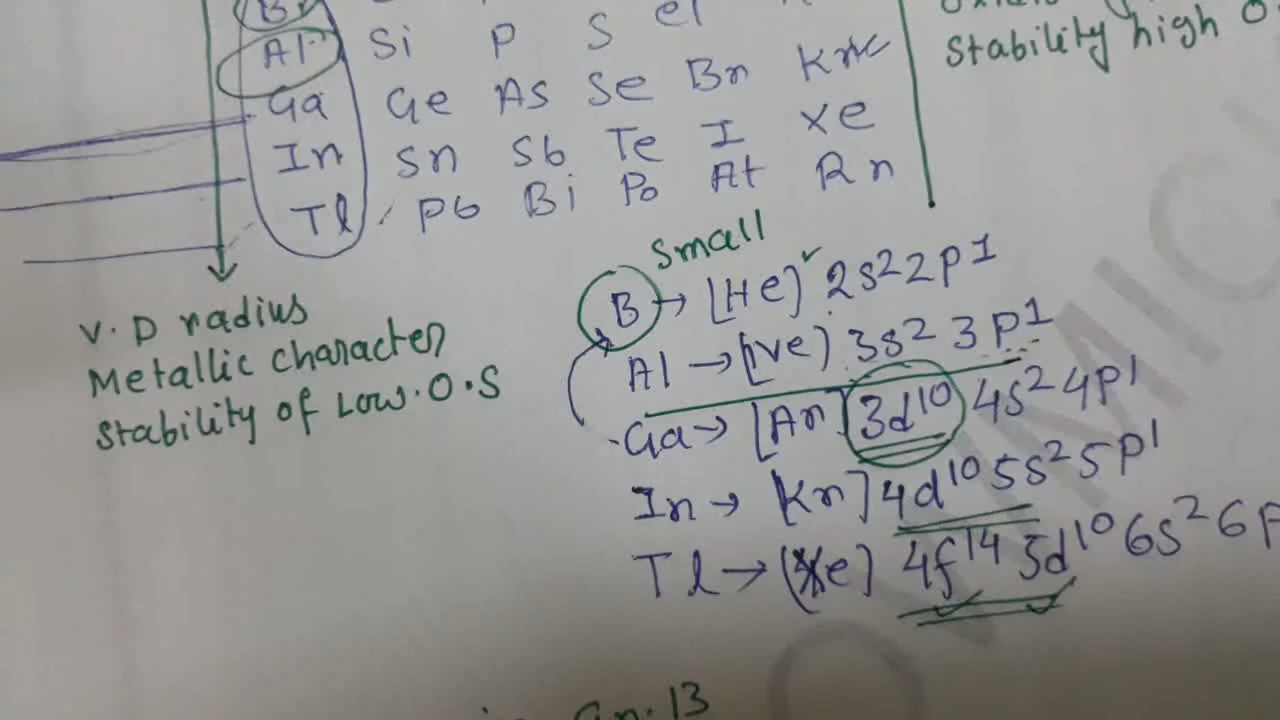 B
Al Si P S Cl
Ga Ge As Se Br Kr
In Sn Sb Te I Xe
Tl Pb Bi Po At Rn
Stability high O.
Small
V.D radius
Metallic character
Stability of Low.O.S
B → [He] 2s² 2p¹
Al → [Ne] 3s² 3p¹
Ga → [Ar] 3d¹⁰ 4s² 4p¹
In → [Kr] 4d¹⁰ 5s² 5p¹
Tl → [Xe] 4f¹⁴ 5d¹⁰ 6s² 6p
Gr.13